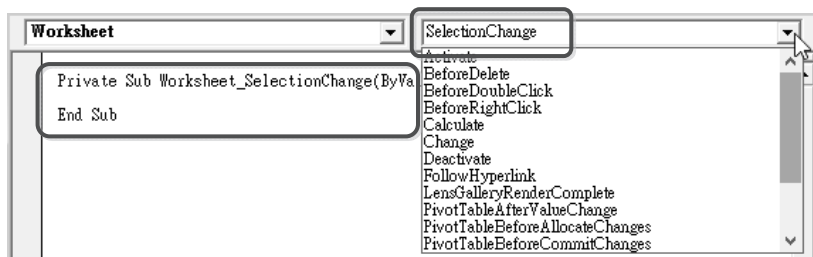 Worksheet
SelectionChange
Private Sub Worksheet_SelectionChange(ByVa
End Sub
Activate
BeforeDelete
BeforeDoubleClick
BeforeRightClick
Calculate
Change
Deactivate
FollowHyperlink
LensGalleryRenderComplete
PivotTableAfterValueChange
PivotTableBeforeAllocateChanges
PivotTableBeforeCommitChanges